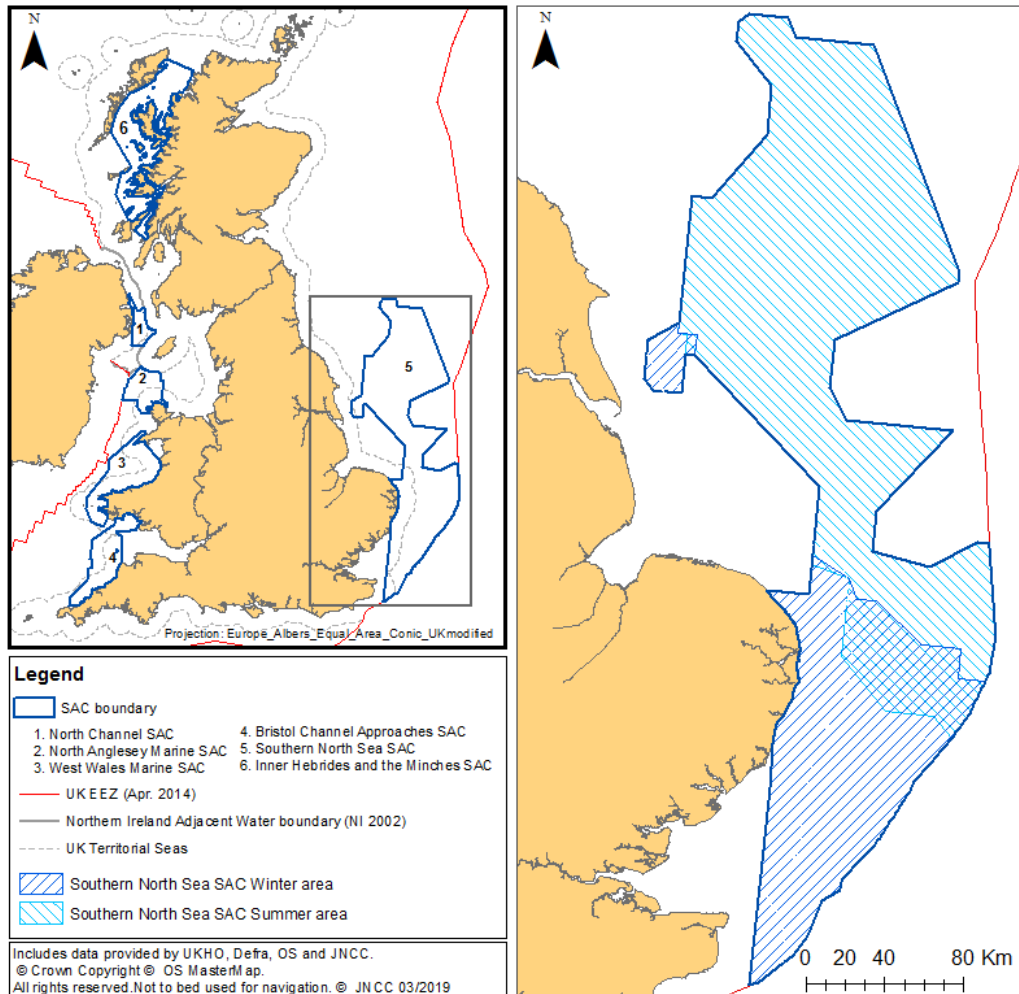 N
6
1
2
3
4
5
Projection: Europe_Albers_Equal_Area_Conic_UKmodified
Legend
SAC boundary
1. North Channel SAC
2. North Anglesey Marine SAC
3. West Wales Marine SAC
4. Bristol Channel Approaches SAC
5. Southern North Sea SAC
6. Inner Hebrides and the Minches SAC
UK EEZ (Apr. 2014)
Northern Ireland Adjacent Water boundary (NI 2002)
UK Territorial Seas
Southern North Sea SAC Winter area
Southern North Sea SAC Summer area
Includes data provided by UKHO, Defra, OS and JNCC.
© Crown Copyright © OS MasterMap.
All rights reserved.Not to bed used for navigation. © JNCC 03/2019
N
0 20 40 80 Km